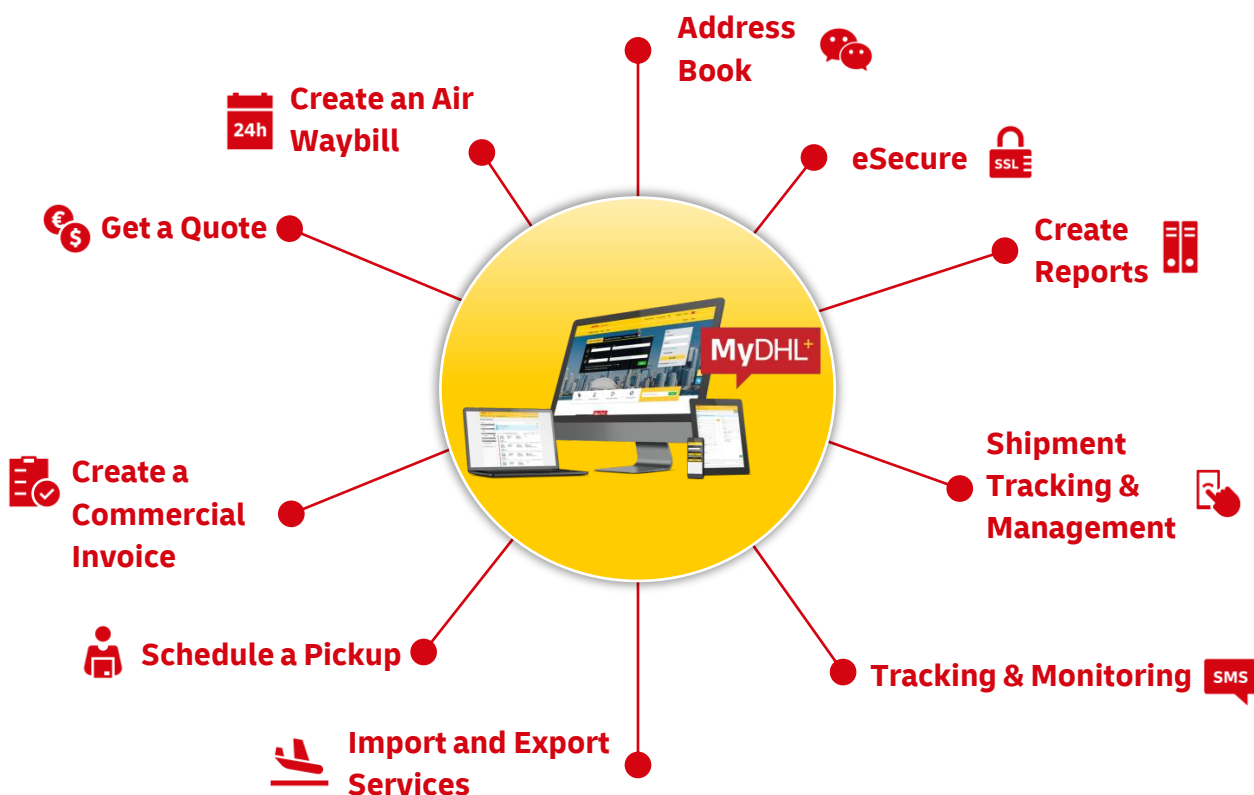 Address
Book
Create an Air
Waybill
24h
eSecure
SSL
Get a Quote
€
$
Create
Reports
MyDHL+
Shipment
Tracking &
Management
Create a
Commercial
Invoice
Schedule a Pickup
Tracking & Monitoring
SMS
Import and Export
Services